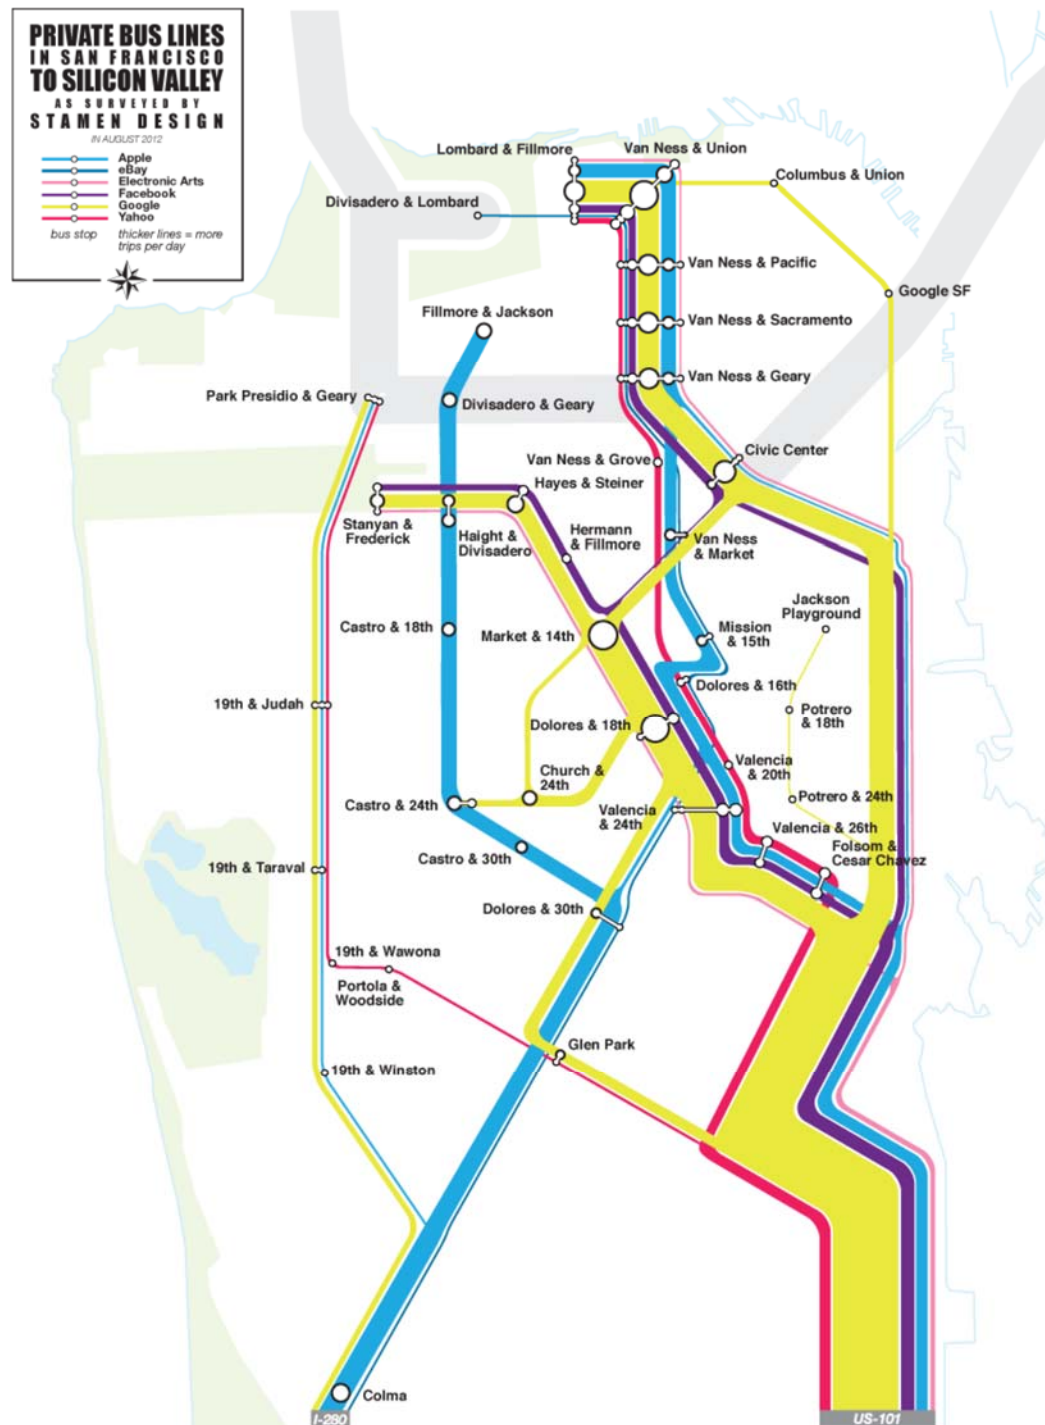 PRIVATE BUS LINES
IN SAN FRANCISCO
TO SILICON VALLEY
AS SURVEYED BY
STAMEN DESIGN
IN AUGUST 2012
Apple
eBay
Electronic Arts
Facebook
Google
Yahoo
bus stop
thicker lines = more
trips per day
Lombard & Fillmore
Van Ness & Union
Columbus & Union
Divisadero & Lombard
Van Ness & Pacific
Google SF
Fillmore & Jackson
Van Ness & Sacramento
Van Ness & Geary
Park Presidio & Geary
Divisadero & Geary
Civic Center
Van Ness & Grove
Hayes & Steiner
Stanyan &
Frederick
Haight &
Divisadero
Hermann
& Fillmore
Van Ness
& Market
Jackson
Playground
Castro & 18th
Market & 14th
Mission
& 15th
Dolores & 16th
19th & Judah
Dolores & 18th
Potrero
& 18th
Valencia
& 20th
Church &
24th
Castro & 24th
Valencia
& 24th
Potrero & 24th
Valencia & 26th
Folsom &
Cesar Chavez
Castro & 30th
19th & Taraval
Dolores & 30th
19th & Wawona
Portola &
Woodside
Glen Park
19th & Winston
Colma
I-280
US-101